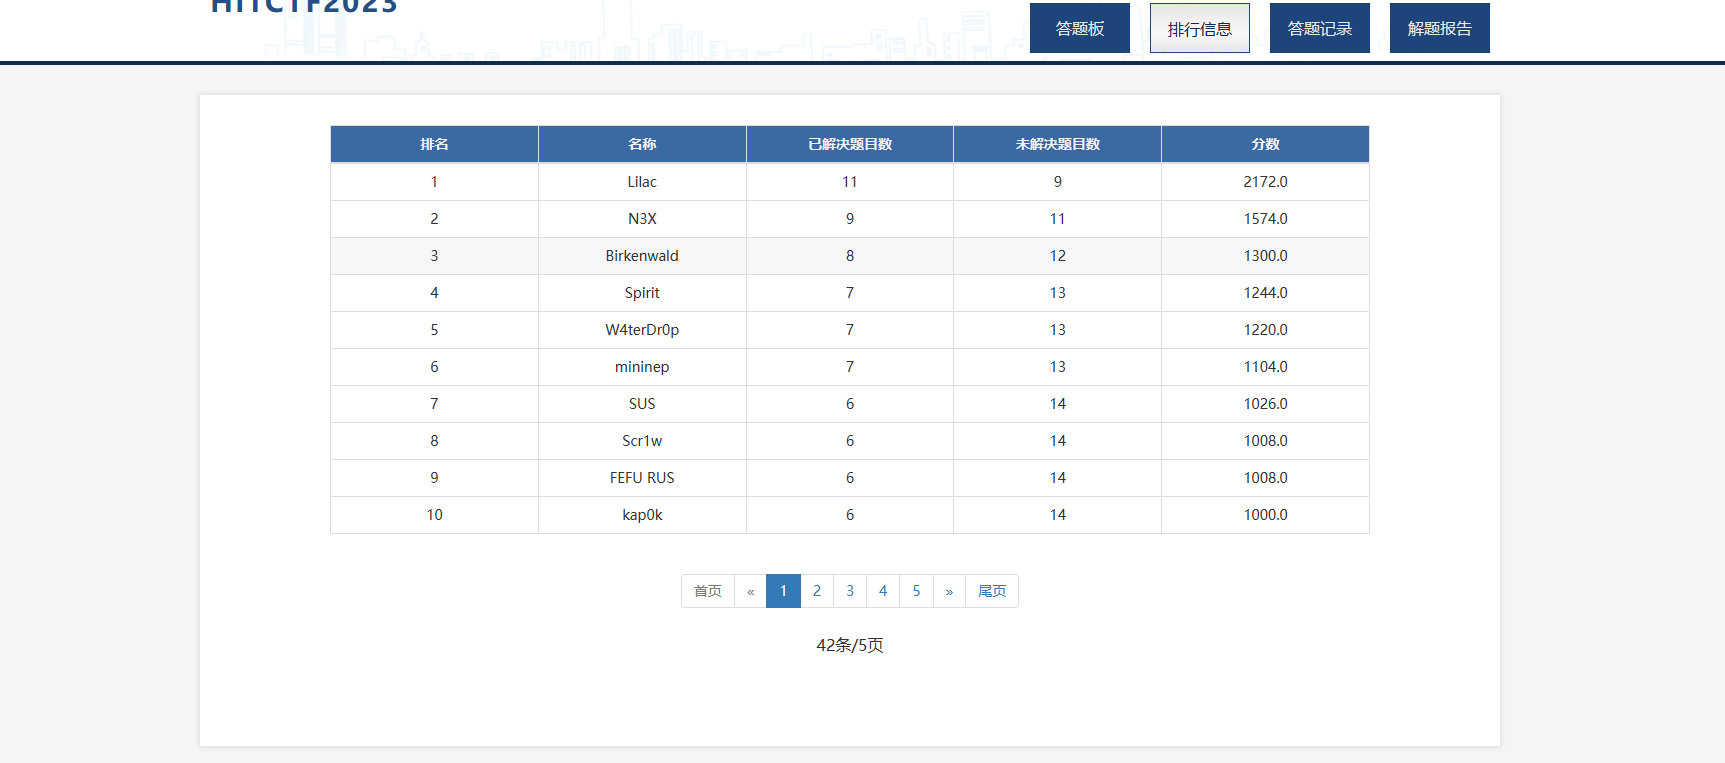 HITCTF2023
答题板 排行信息 答题记录 解题报告
排名 名称 已解决题目数 未解决题目数 分数
1 Lilac 11 9 2172.0
2 N3X 9 11 1574.0
3 Birkenwald 8 12 1300.0
4 Spirit 7 13 1244.0
5 W4terDr0p 7 13 1220.0
6 mininep 7 13 1104.0
7 SUS 6 14 1026.0
8 Scr1w 6 14 1008.0
9 FEFU RUS 6 14 1008.0
10 kap0k 6 14 1000.0
首页 « 1 2 3 4 5 » 尾页
42条/5页